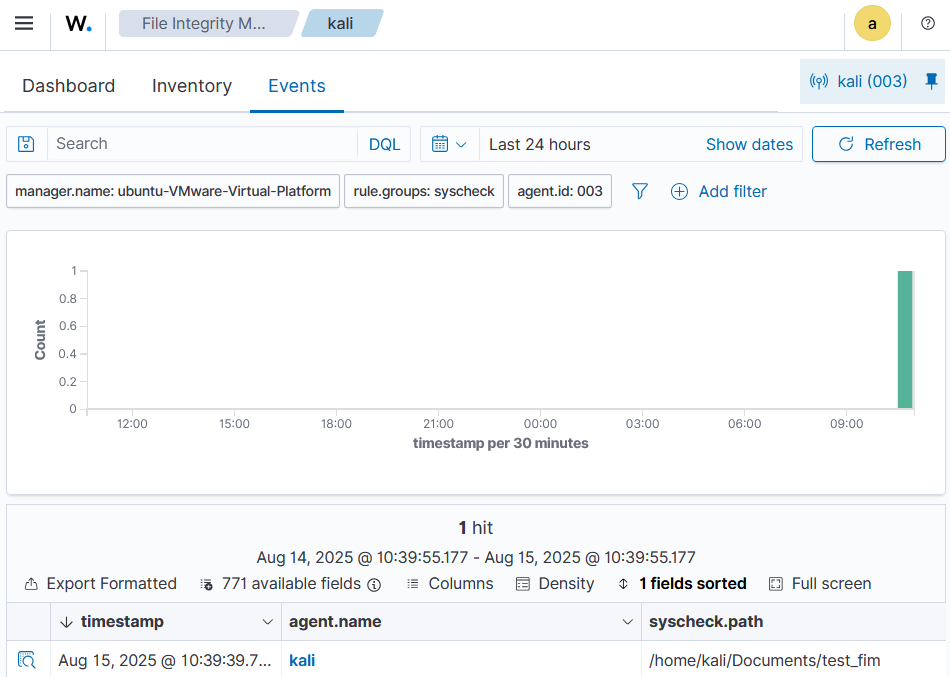 W. File Integrity M... kali a
Dashboard Inventory Events kali (003)
Search DQL Last 24 hours Show dates Refresh
manager.name: ubuntu-VMware-Virtual-Platform rule.groups: syscheck agent.id: 003 Add filter
1
0.8
0.6
0.4
0.2
0
Count
12:00 15:00 18:00 21:00 00:00 03:00 06:00 09:00
timestamp per 30 minutes
1 hit
Aug 14, 2025 @ 10:39:55.177 - Aug 15, 2025 @ 10:39:55.177
Export Formatted 771 available fields Columns Density 1 fields sorted Full screen
timestamp agent.name syscheck.path
Aug 15, 2025 @ 10:39:39.7... kali /home/kali/Documents/test_fim